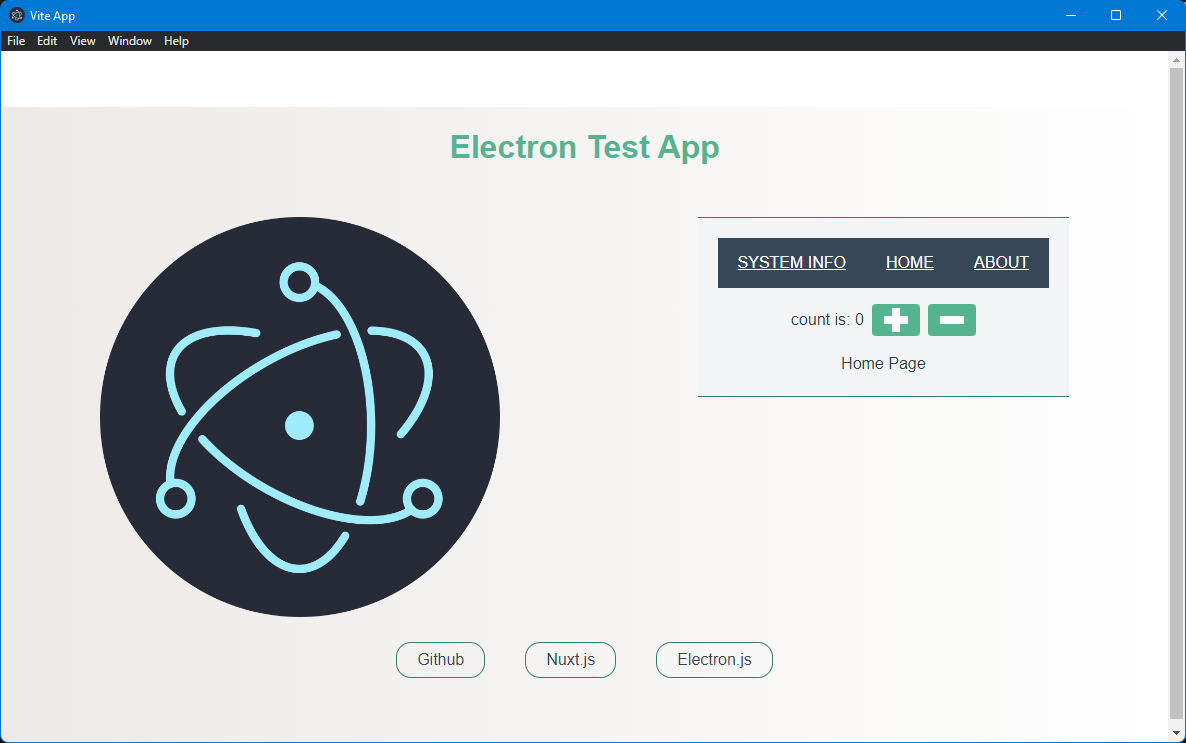 Vite App
File Edit View Window Help
Electron Test App
SYSTEM INFO HOME ABOUT
count is: 0
Home Page
Github Nuxt.js Electron.js